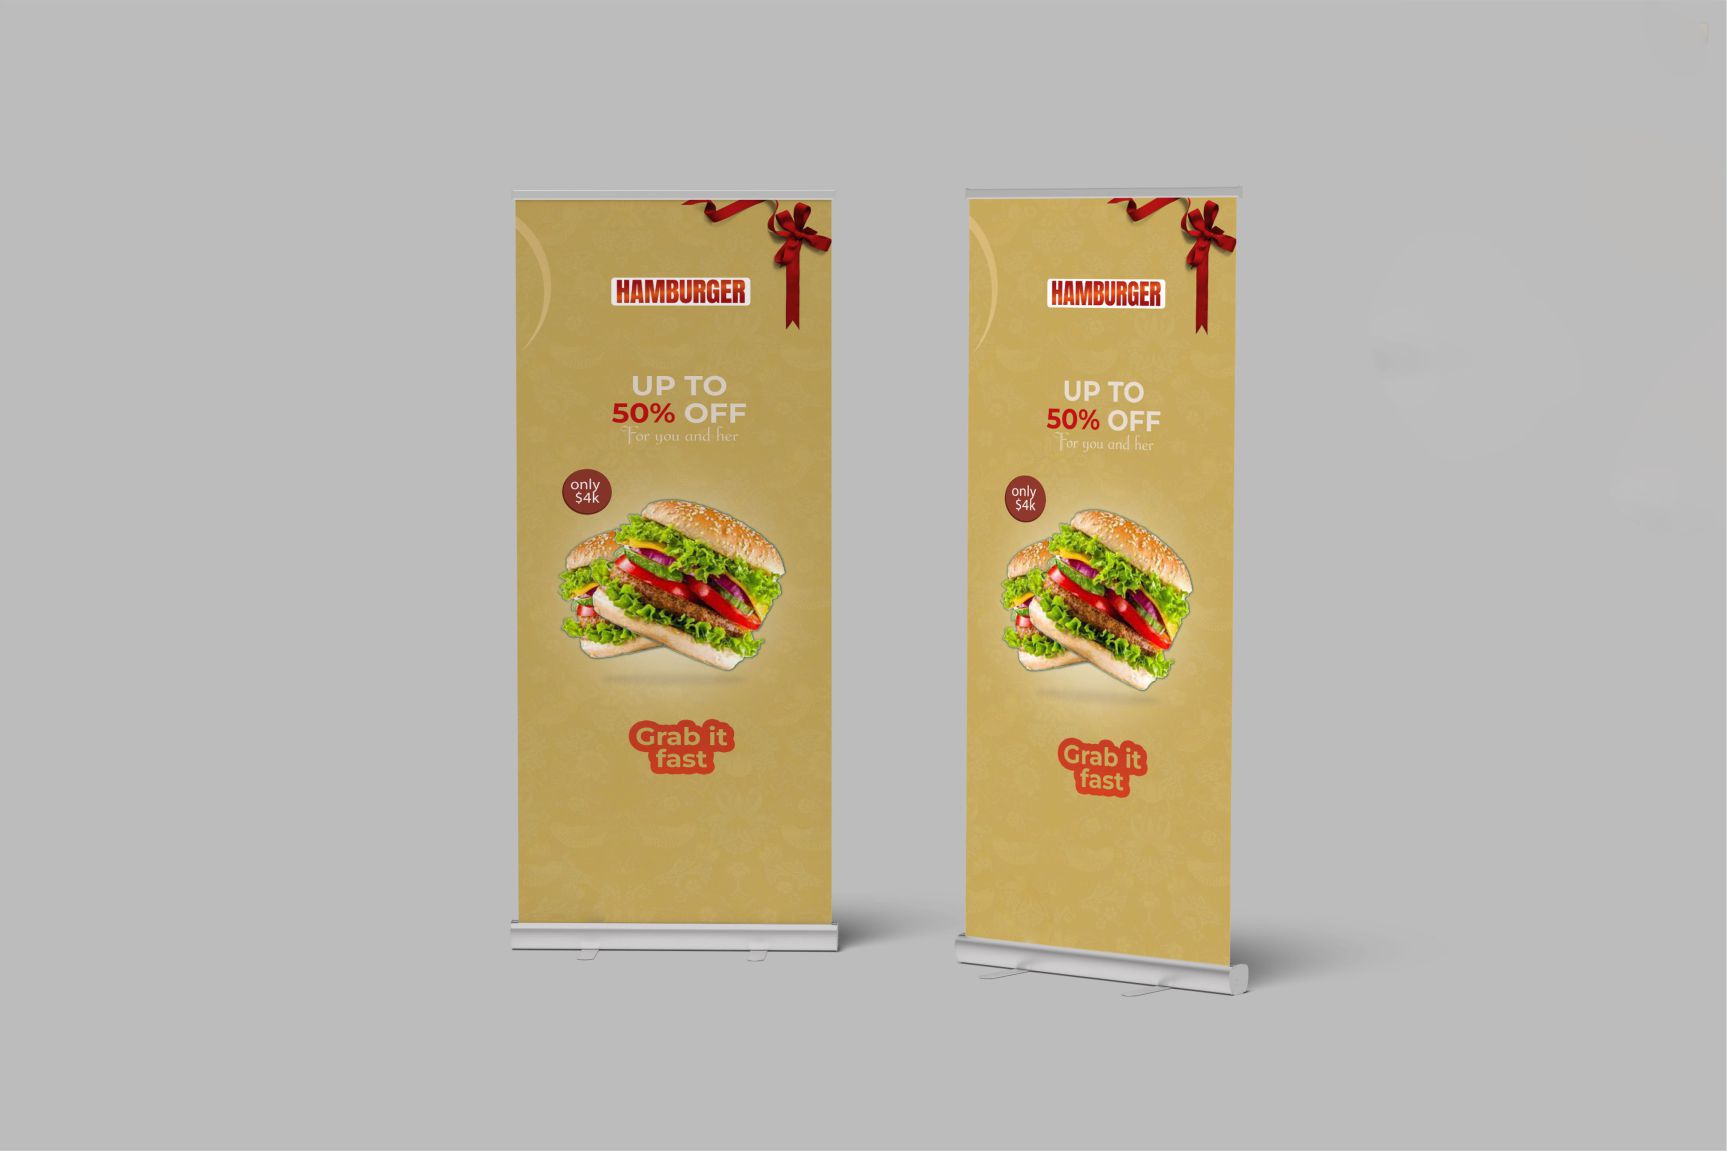 HAMBURGER
UP TO
50% OFF
For you and her
only
$4k
Grab it
fast
HAMBURGER
UP TO
50% OFF
For you and her
only
$4k
Grab it
fast